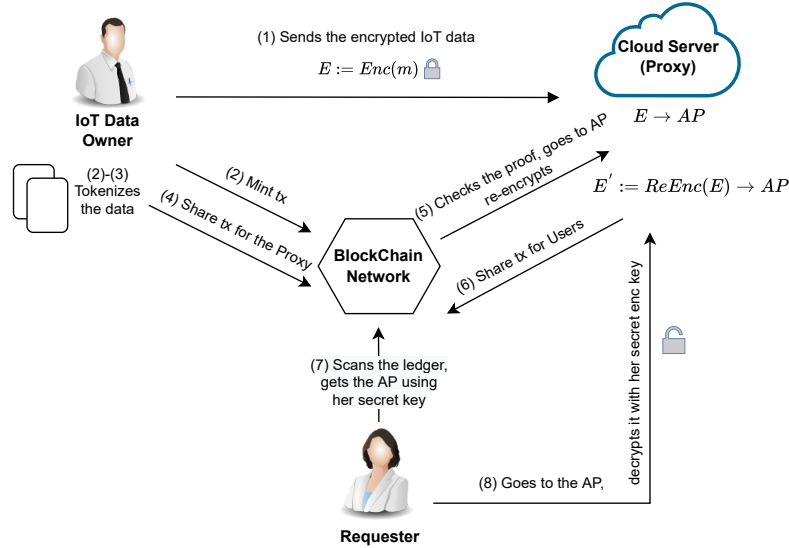 (1) Sends the encrypted IoT data
E := Enc(m)
Cloud Server
(Proxy)
E → AP
IoT Data
Owner
(2)-(3)
Tokenizes
the data
(2) Mint tx
(4) Share tx for the Proxy
(5) Checks the proof, goes to AP
re-encrypts
E' := ReEnc(E) → AP
BlockChain
Network
(6) Share tx for Users
(7) Scans the ledger,
gets the AP using
her secret key
decrypts it with her secret enc key
(8) Goes to the AP,
Requester